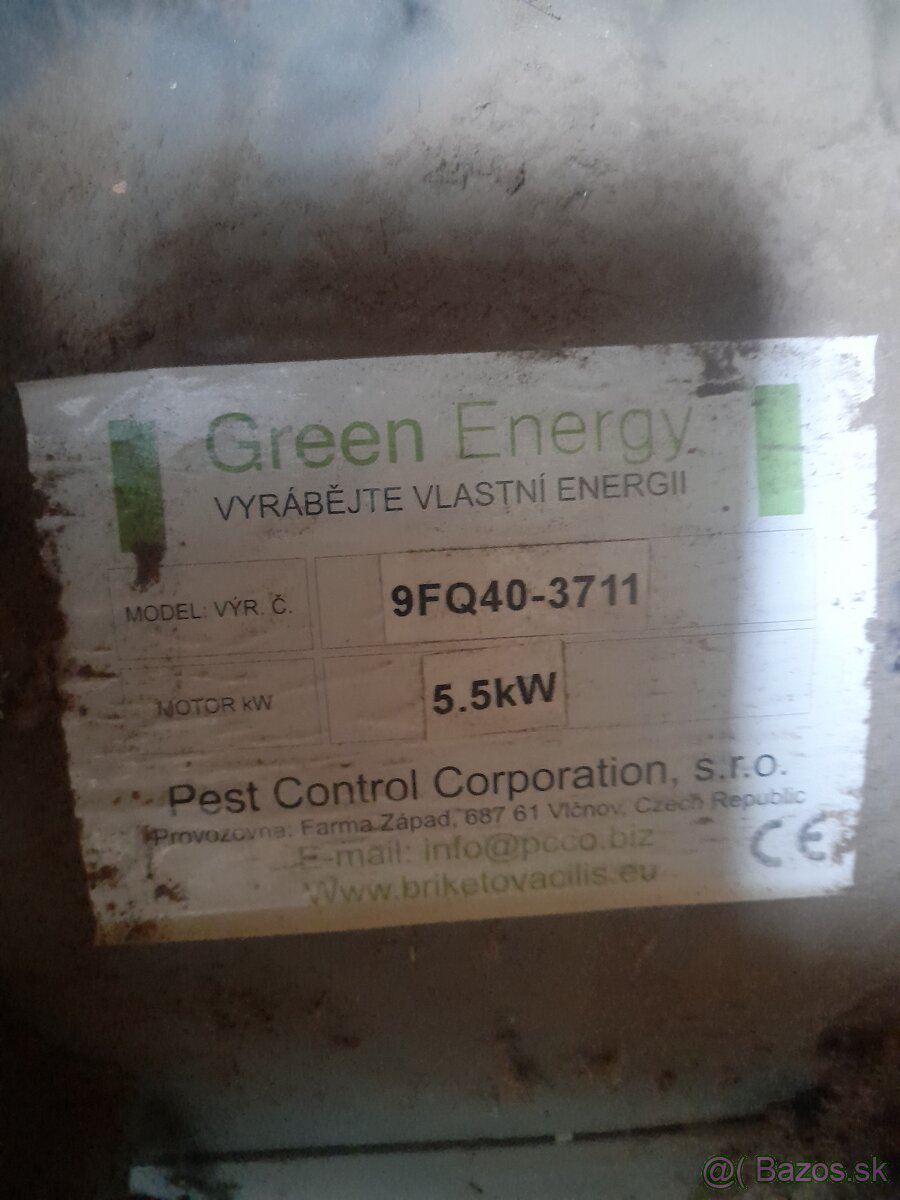 Green Energy
VYRÁBĚJTE VLASTNÍ ENERGII
MODEL: VÝR. Č. 9FQ40-3711
MOTOR kW 5.5kW
Pest Control Corporation, s.r.o.
Provozovna: Farma Západ, 687 61 Vlčnov, Czech Republic
E-mail: info@pcco.biz
Www.briketovacilis.eu
CE
@( Bazos.sk